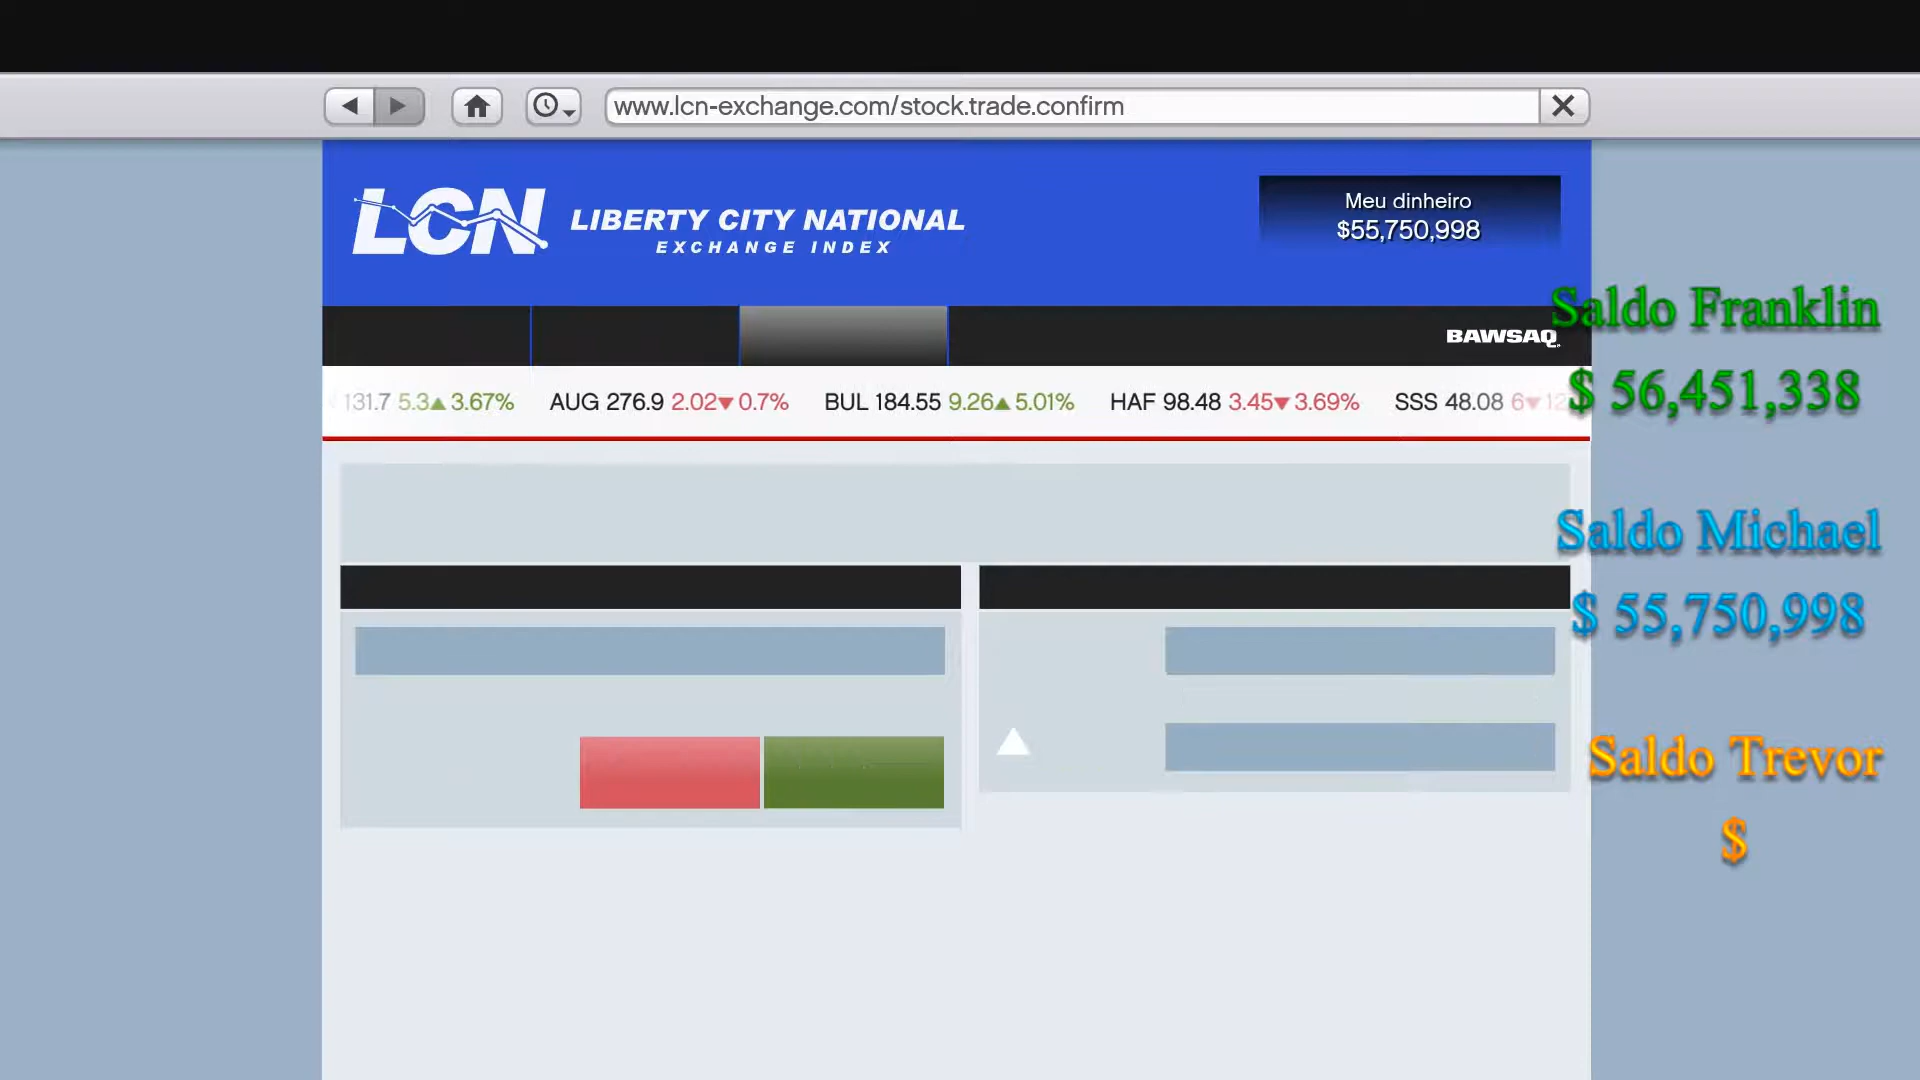 www.lcn-exchange.com/stock.trade.confirm
LCN
LIBERTY CITY NATIONAL
EXCHANGE INDEX
Meu dinheiro
$55,750,998
BAWSAQ
131.7 5.3▲3.67% AUG 276.9 2.02▼0.7% BUL 184.55 9.26▲5.01% HAF 98.48 3.45▼3.69% SSS 48.08 6▼
Saldo Franklin
$ 56,451,338
Saldo Michael
$ 55,750,998
Saldo Trevor
$